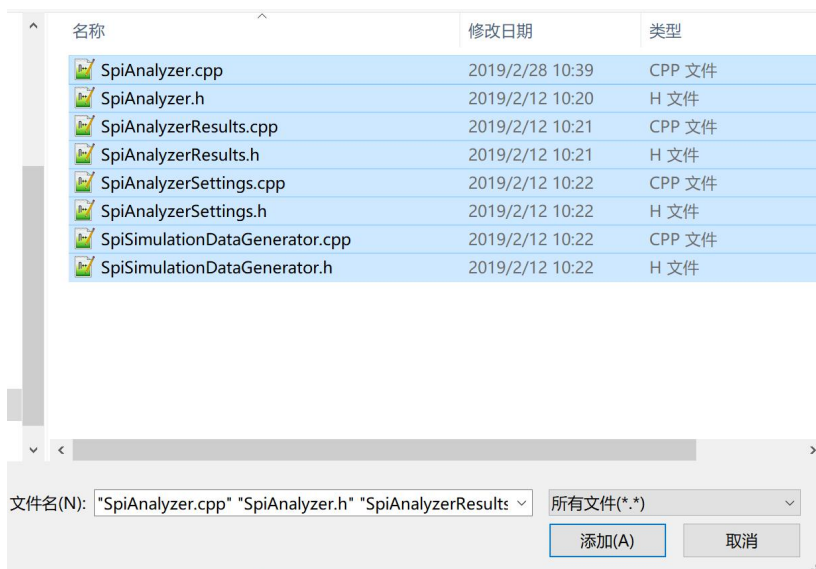 名称 修改日期 类型
SpiAnalyzer.cpp 2019/2/28 10:39 CPP 文件
SpiAnalyzer.h 2019/2/12 10:20 H 文件
SpiAnalyzerResults.cpp 2019/2/12 10:21 CPP 文件
SpiAnalyzerResults.h 2019/2/12 10:21 H 文件
SpiAnalyzerSettings.cpp 2019/2/12 10:22 CPP 文件
SpiAnalyzerSettings.h 2019/2/12 10:22 H 文件
SpiSimulationDataGenerator.cpp 2019/2/12 10:22 CPP 文件
SpiSimulationDataGenerator.h 2019/2/12 10:22 H 文件
文件名(N): "SpiAnalyzer.cpp" "SpiAnalyzer.h" "SpiAnalyzerResults 所有文件(*.*)
添加(A) 取消